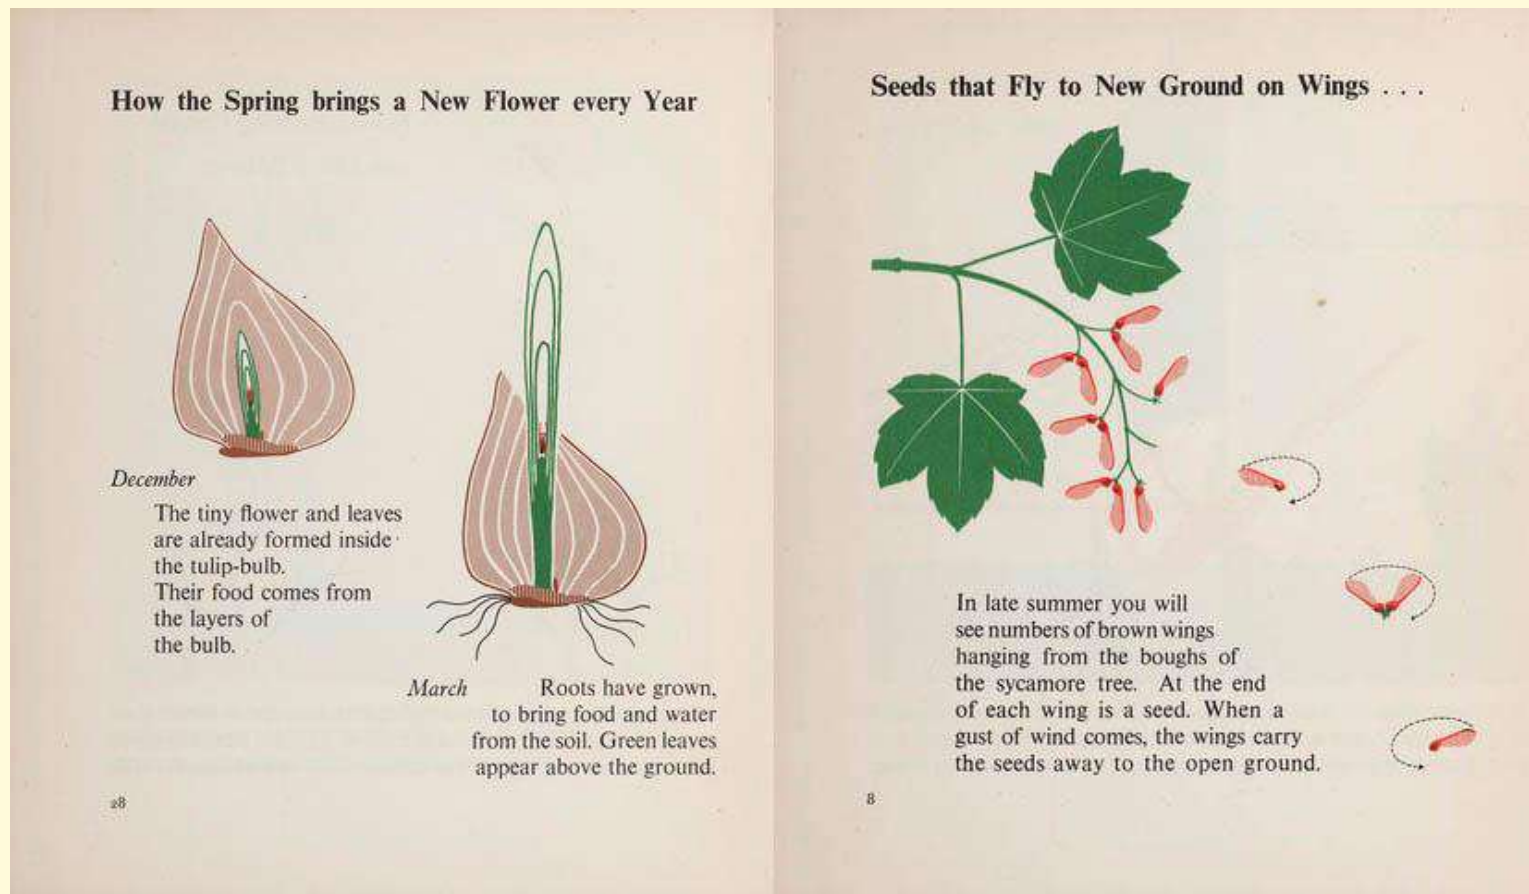 How the Spring brings a New Flower every Year
December
The tiny flower and leaves
are already formed inside
the tulip-bulb.
Their food comes from
the layers of
the bulb.
March Roots have grown,
to bring food and water
from the soil. Green leaves
appear above the ground.
28
Seeds that Fly to New Ground on Wings . . .
In late summer you will
see numbers of brown wings
hanging from the boughs of
the sycamore tree. At the end
of each wing is a seed. When a
gust of wind comes, the wings carry
the seeds away to the open ground.
8